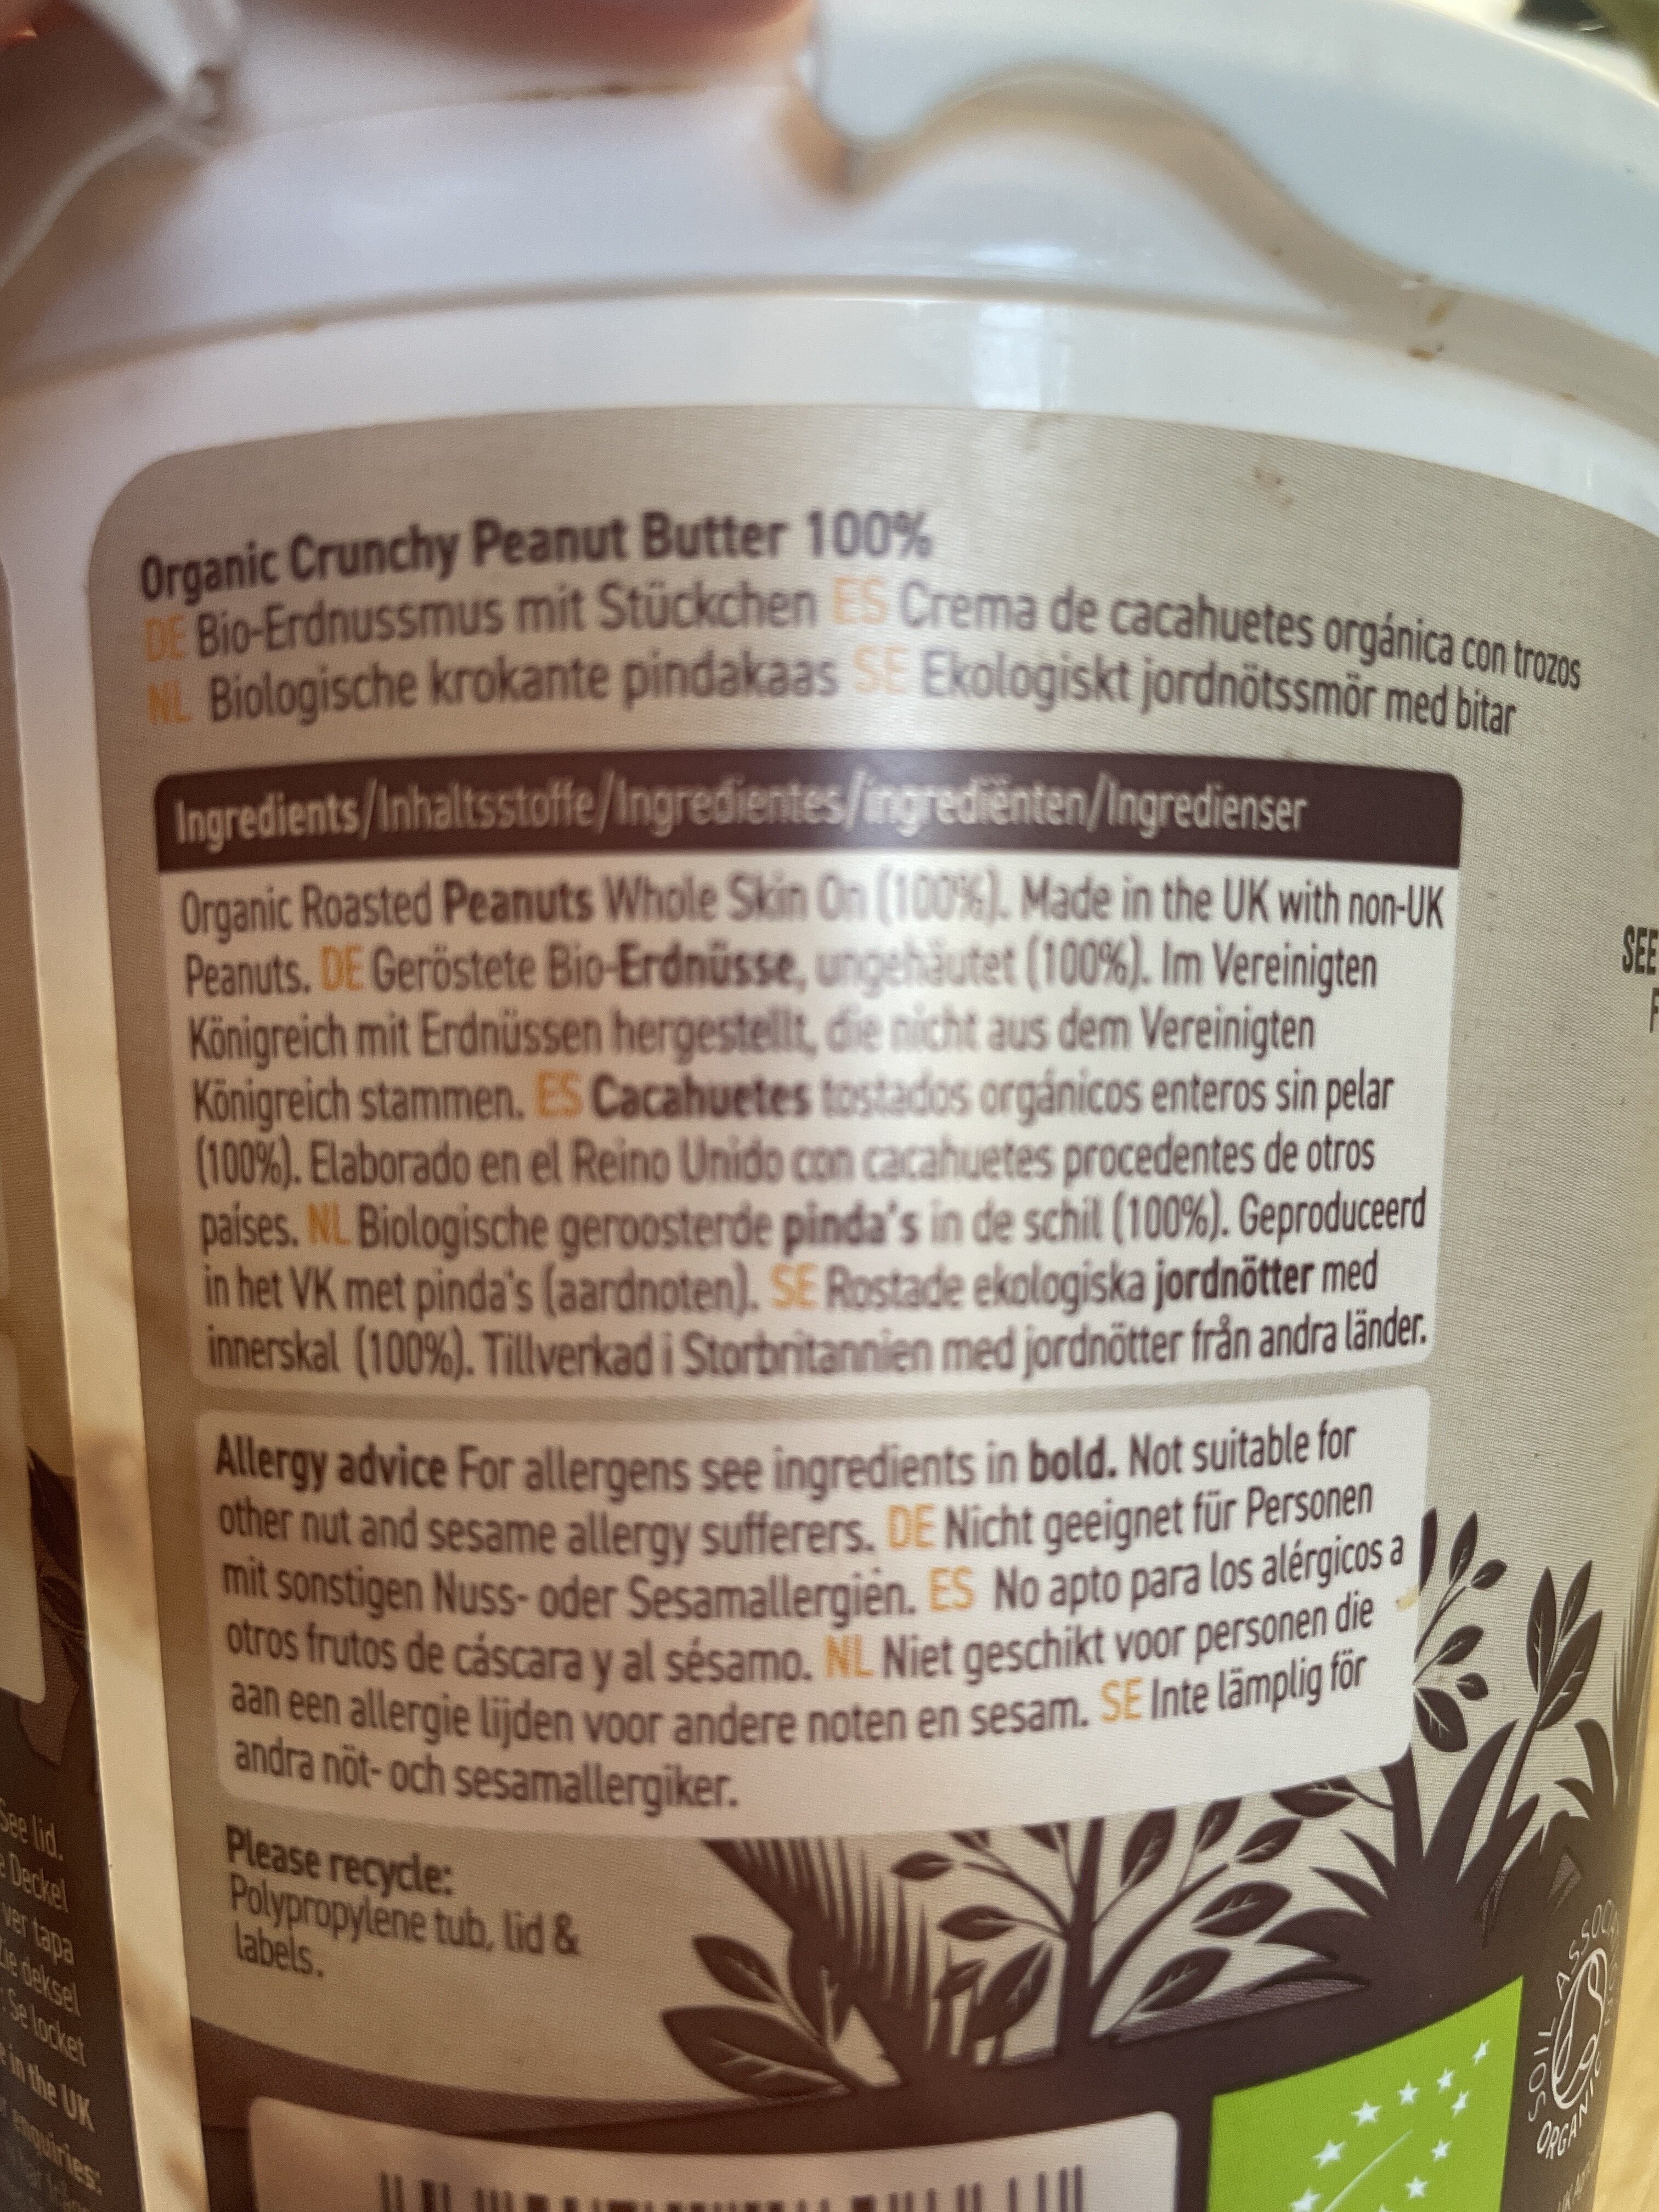 Organic Crunchy Peanut Butter 100%
DE Bio-Erdnussmus mit Stückchen ES Crema de cacahuetes orgánica con trozos
NL Biologische krokante pindakaas SE Ekologiskt jordnötssmör med bitar
Ingredients/Inhaltsstoffe/Ingredientes/ingrediënten/Ingredienser
Organic Roasted Peanuts Whole Skin On (100%). Made in the UK with non-UK
Peanuts. DE Geröstete Bio-Erdnüsse, ungehäutet (100%). Im Vereinigten
Königreich mit Erdnüssen hergestellt, die nicht aus dem Vereinigten
Königreich stammen. ES Cacahuetes tostados orgánicos enteros sin pelar
(100%). Elaborado en el Reino Unido con cacahuetes procedentes de otros
países. NL Biologische geroosterde pinda's in de schil (100%). Geproduceerd
in het VK met pinda's (aardnoten). SE Rostade ekologiska jordnötter med
innerskal (100%). Tillverkad i Storbritannien med jordnötter från andra länder.
Allergy advice For allergens see ingredients in bold. Not suitable for
other nut and sesame allergy sufferers. DE Nicht geeignet für Personen
mit sonstigen Nuss- oder Sesamallergien. ES No apto para los alérgicos a
otros frutos de cáscara y al sésamo. NL Niet geschikt voor personen die
aan een allergie lijden voor andere noten en sesam. SE Inte lämplig för
andra nöt- och sesamallergiker.
Please recycle:
Polypropylene tub, lid &
labels.
See lid.
Deckel
ver tapa
deksel
Se locket
in the UK
enquiries:
SEE
SOIL ASSOCIATION
ORGANIC